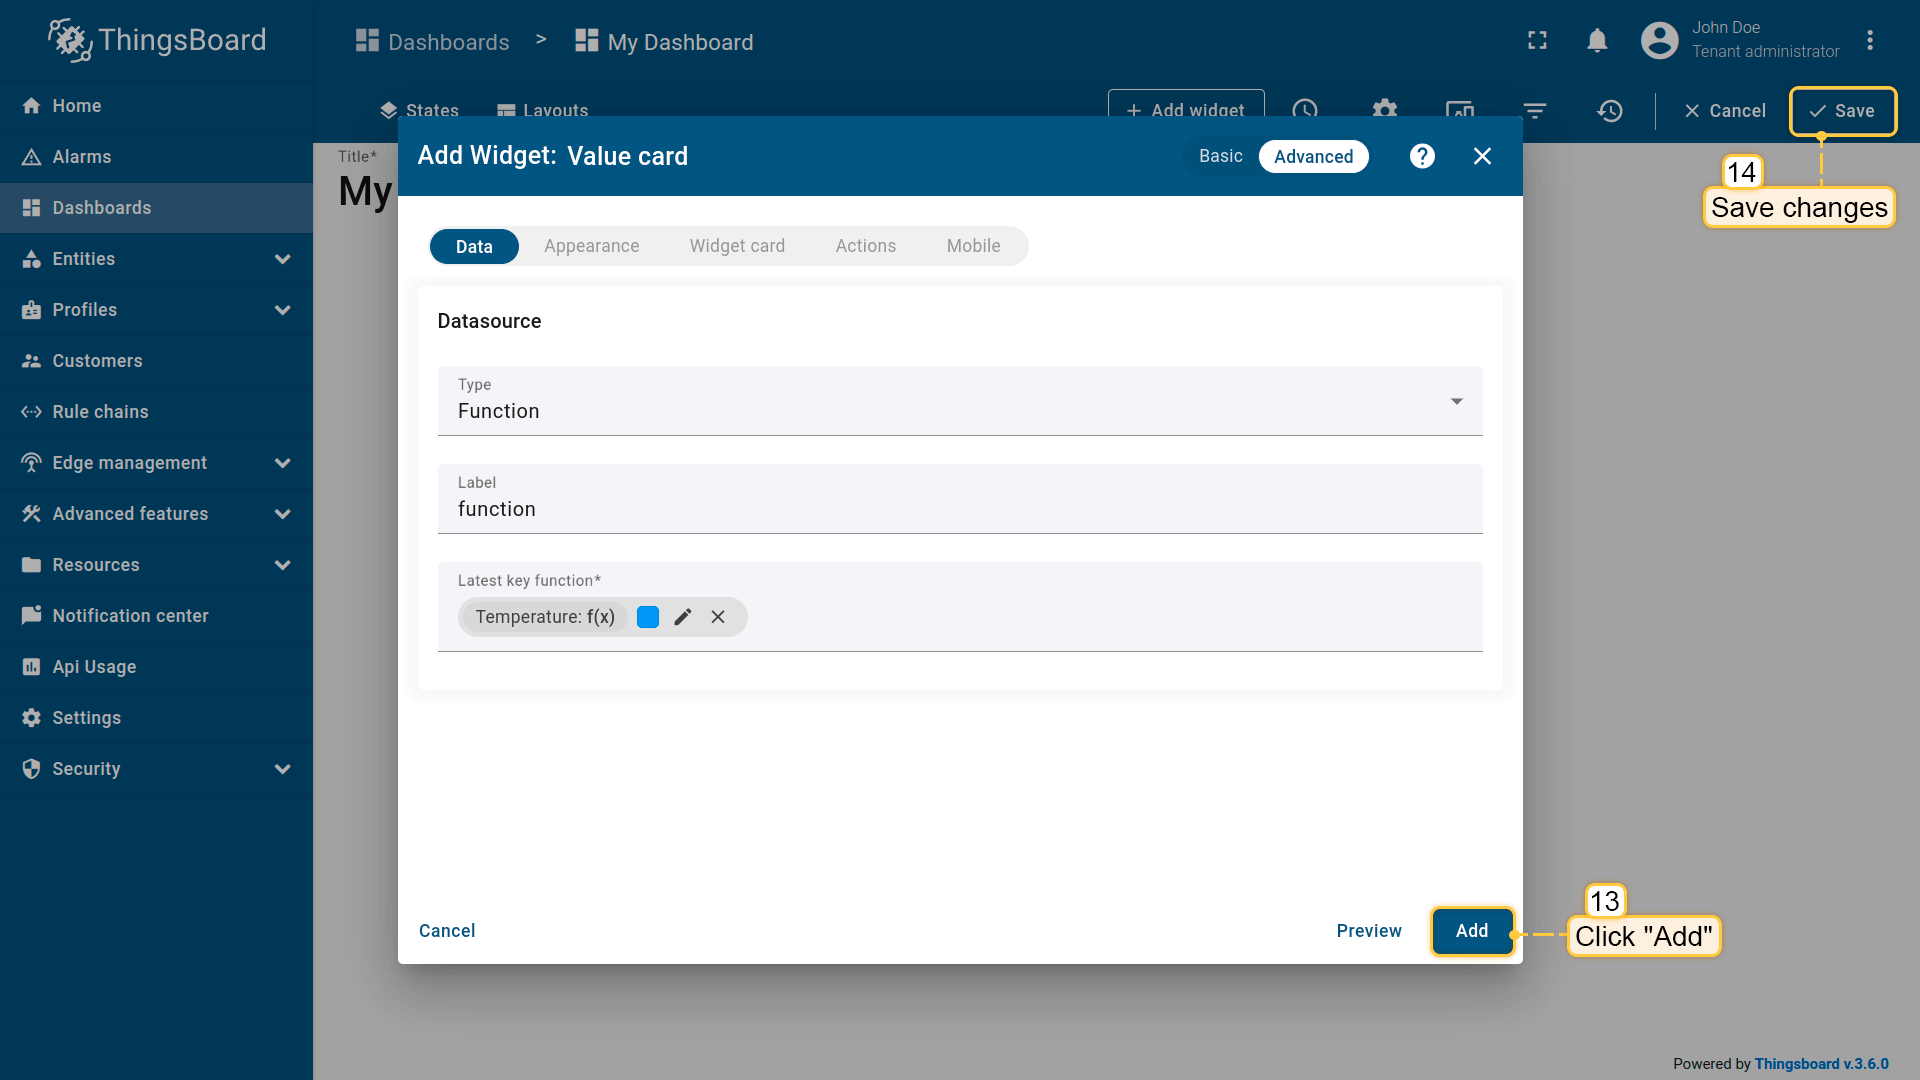 ThingsBoard
Dashboards > My Dashboard
John Doe
Tenant administrator
Home
Alarms
Dashboards
Entities
Profiles
Customers
Rule chains
Edge management
Advanced features
Resources
Notification center
Api Usage
Settings
Security
States Layouts + Add widget Cancel Save
14
Save changes
Title*
My
Add Widget: Value card Basic Advanced ?
Data Appearance Widget card Actions Mobile
Datasource
Type
Function
Label
function
Latest key function*
Temperature: f(x)
Cancel Preview Add
13
Click "Add"
Powered by Thingsboard v.3.6.0